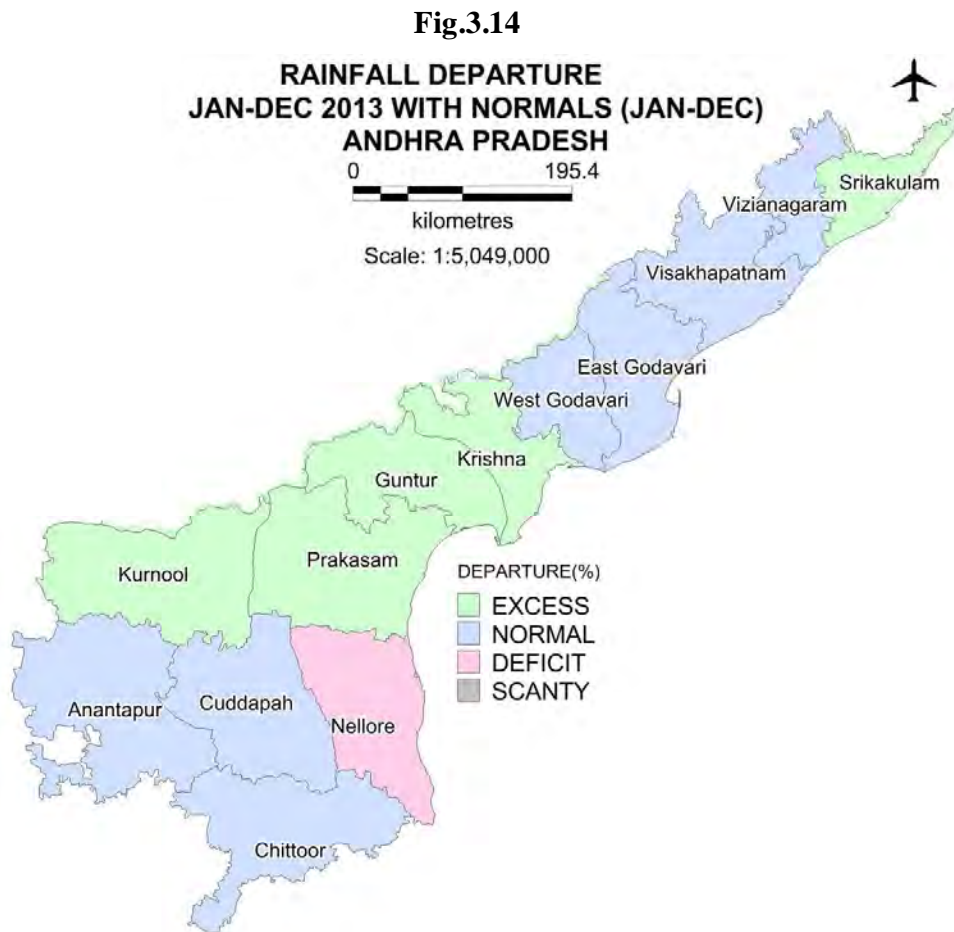 Fig.3.14
RAINFALL DEPARTURE
JAN-DEC 2013 WITH NORMALS (JAN-DEC)
ANDHRA PRADESH
0 195.4
kilometres
Scale: 1:5,049,000
Srikakulam
Vizianagaram
Visakhapatnam
East Godavari
West Godavari
Krishna
Guntur
Prakasam
Kurnool
DEPARTURE(%)
EXCESS
NORMAL
DEFICIT
SCANTY
Cuddapah
Anantapur
Nellore
Chittoor